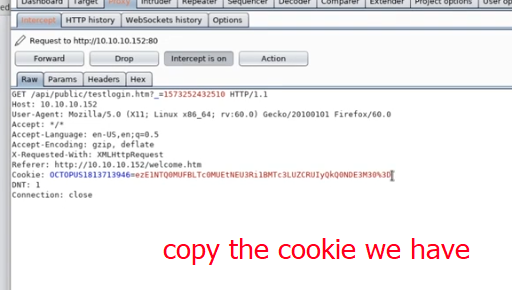 Dashboard Target Proxy Intruder Repeater Sequencer Decoder Comparer Extender Project options User op
Intercept HTTP history WebSockets history Options
Request to http://10.10.10.152:80
Forward Drop Intercept is on Action
Raw Params Headers Hex
GET /api/public/testlogin.htm?_=1573252432510 HTTP/1.1
Host: 10.10.10.152
User-Agent: Mozilla/5.0 (X11; Linux x86_64; rv:60.0) Gecko/20100101 Firefox/60.0
Accept: */*
Accept-Language: en-US,en;q=0.5
Accept-Encoding: gzip, deflate
X-Requested-With: XMLHttpRequest
Referer: http://10.10.10.152/welcome.htm
Cookie: OCTOPUS1813713946=ezE1NTQ0MUFBLTc0MUEtNEU3Ri1BMTc3LUZCRUIyQkQ0NDE3M30%3D
DNT: 1
Connection: close
copy the cookie we have